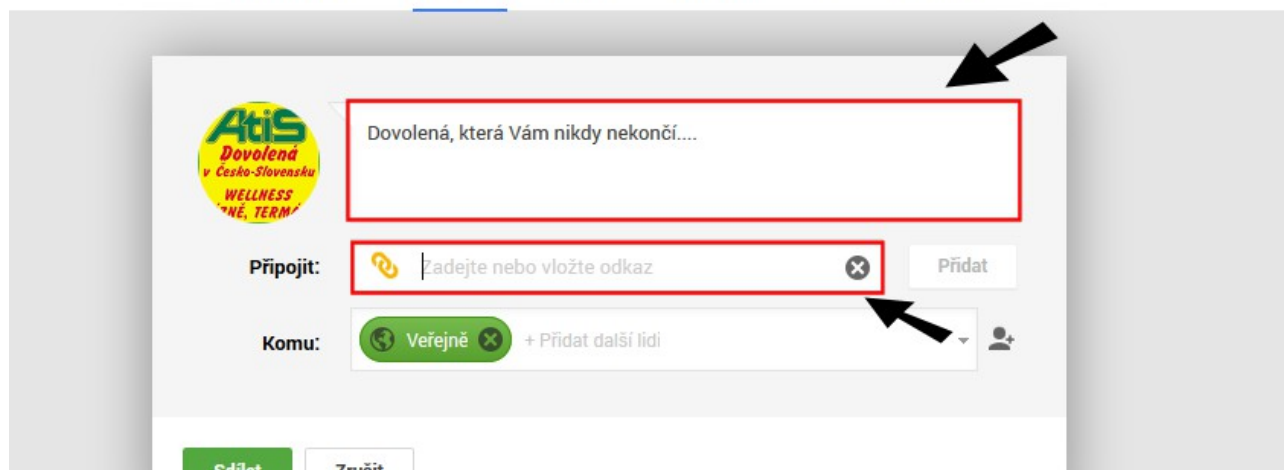 AtiS
Dovolená
v Česko-Slovensku
WELLNESS
Dovolená, která Vám nikdy nekončí....
Připojit:
Zadejte nebo vložte odkaz
Přidat
Komu:
Veřejně
+ Přidat další lidi
Sdílet
Zrušit